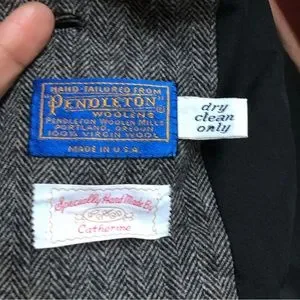 HAND-TAILORED FROM
"PENDLETON"
WOOLENS
PENDLETON WOOLEN MILLS
PORTLAND, OREGON
100% VIRGIN WOOL
MADE IN U.S.A.
dry
clean
only
Specially Hand Made By
Catherine